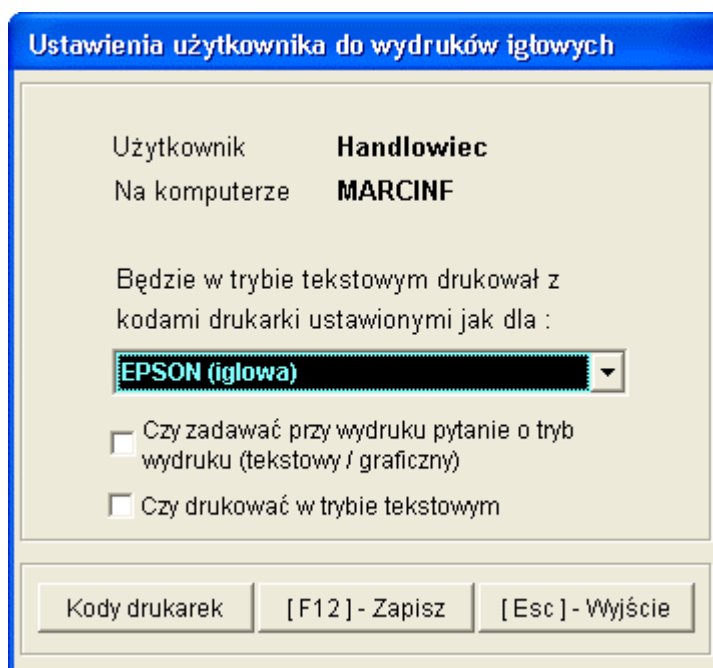 Ustawienia użytkownika do wydruków igłowych
Użytkownik Handlowiec
Na komputerze MARCINF
Będzie w trybie tekstowym drukował z
kodami drukarki ustawionymi jak dla :
EPSON (iglowa)
Czy zadawać przy wydruku pytanie o tryb
wydruku (tekstowy / graficzny)
Czy drukować w trybie tekstowym
Kody drukarek [ F12 ] - Zapisz [ Esc ] - Wyjście